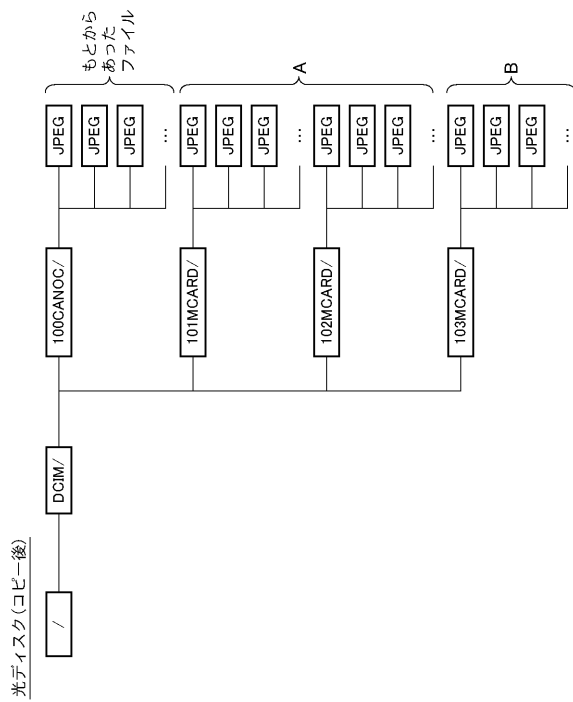 光ディスク(コピー後)
/
DCIM/
100CANOC/
JPEG
JPEG
JPEG
...
もとから
あった
ファイル
101MCARD/
JPEG
JPEG
JPEG
...
102MCARD/
JPEG
JPEG
JPEG
...
A
103MCARD/
JPEG
JPEG
JPEG
...
B